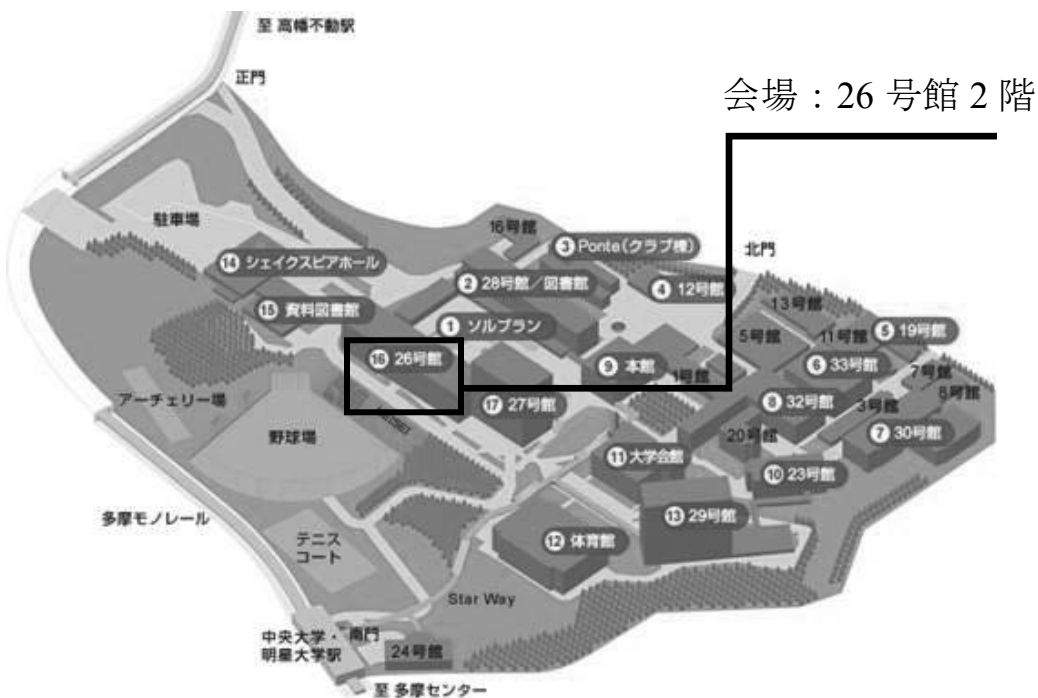 至 高幡不動駅
正門
会場：26 号館 2 階
駐車場
16号館
③ Ponte(クラブ棟)
北門
⑭ シェイクスピアホール
② 28号館／図書館
④ 12号館
13号館
⑮ 資料図書館
① ソルブラン
5号館
11号館
⑤ 19号館
⑯ 26号館
⑨ 本館
1号館
⑥ 33号館
7号館
アーチェリー場
⑰ 27号館
⑧ 32号館
3号館
8号館
野球場
20号館
⑦ 30号館
⑪ 大学会館
⑩ 23号館
多摩モノレール
テニス
コート
⑫ 体育館
⑬ 29号館
Star Way
中央大学・
明星大学駅
南門
24号館
至 多摩センター